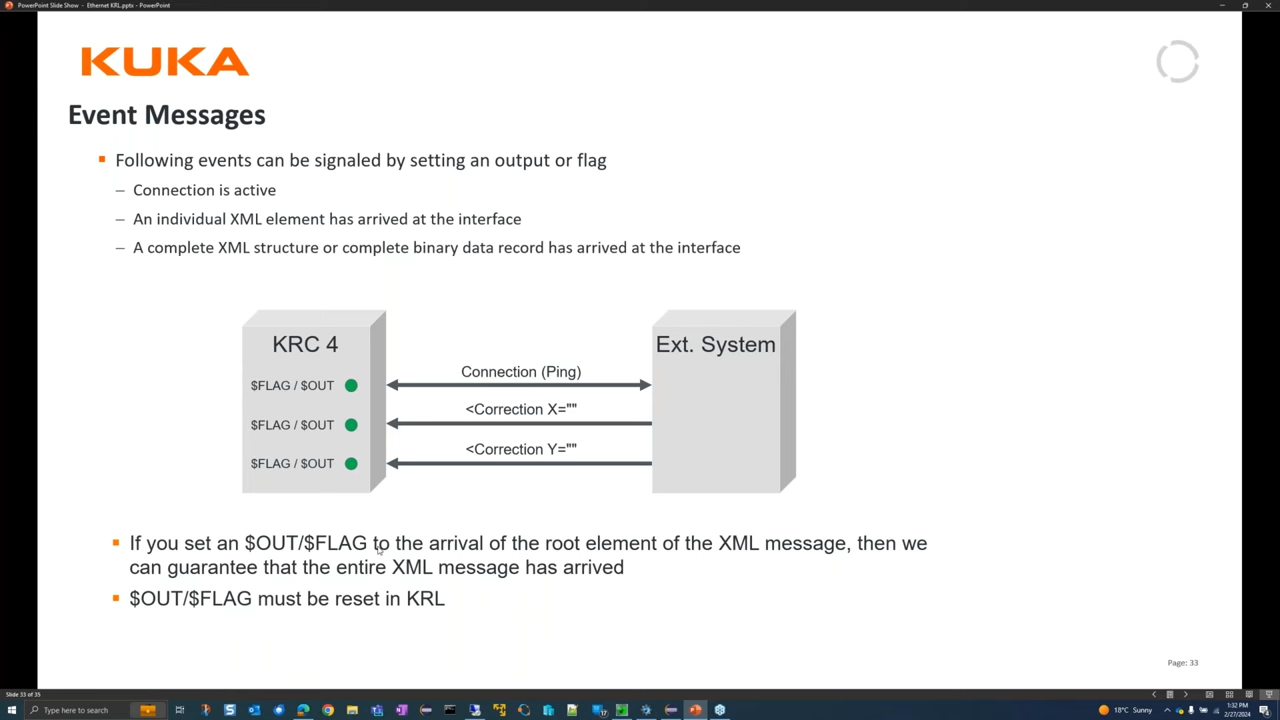 PowerPoint Slide Show - Ethernet KRL.pptx - PowerPoint
KUKA
Event Messages
Following events can be signaled by setting an output or flag
– Connection is active
– An individual XML element has arrived at the interface
– A complete XML structure or complete binary data record has arrived at the interface
KRC 4
Ext. System
$FLAG / $OUT
Connection (Ping)
$FLAG / $OUT
<Correction X=""
$FLAG / $OUT
<Correction Y=""
If you set an $OUT/$FLAG to the arrival of the root element of the XML message, then we
can guarantee that the entire XML message has arrived
$OUT/$FLAG must be reset in KRL
Page: 33
Slide 33 of 35
Type here to search
17
18°C Sunny
1:32 PM
2/27/2024